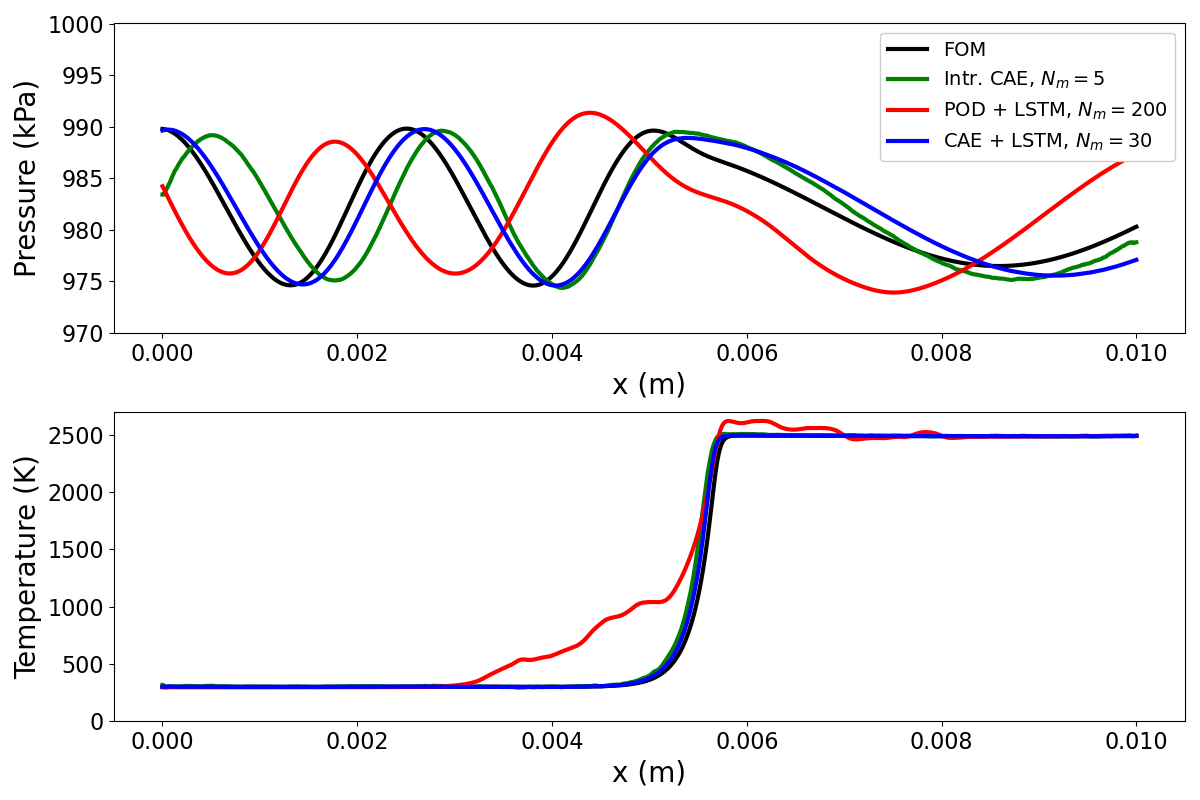 1000
995
990
985
980
975
970
Pressure (kPa)
FOM
Intr. CAE, $N_m = 5$
POD + LSTM, $N_m = 200$
CAE + LSTM, $N_m = 30$
0.000 0.002 0.004 0.006 0.008 0.010
x (m)
2500
2000
1500
1000
500
0
Temperature (K)
0.000 0.002 0.004 0.006 0.008 0.010
x (m)